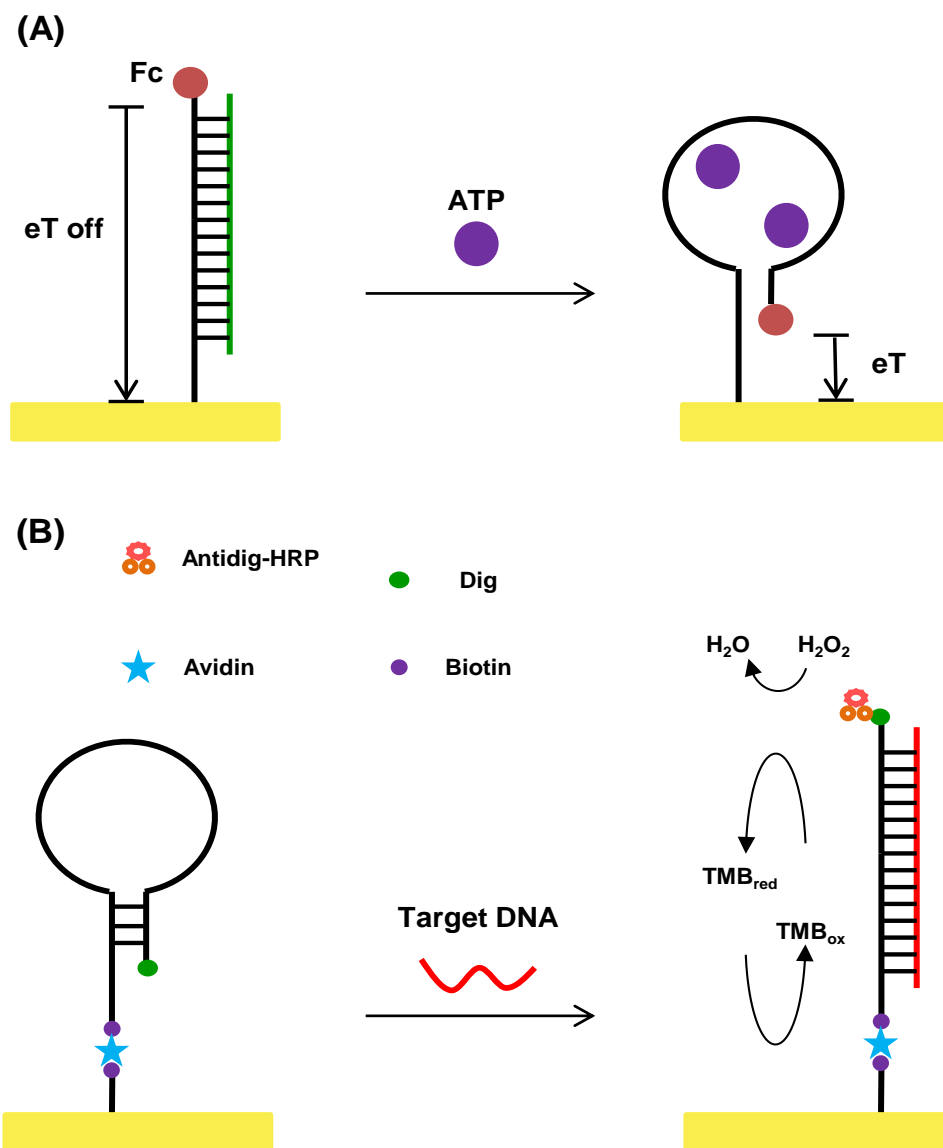 (A)
Fc
eT off
ATP
eT
(B)
Antidig-HRP
Dig
Avidin
Biotin
H₂O
H₂O₂
TMBred
Target DNA
TMBox